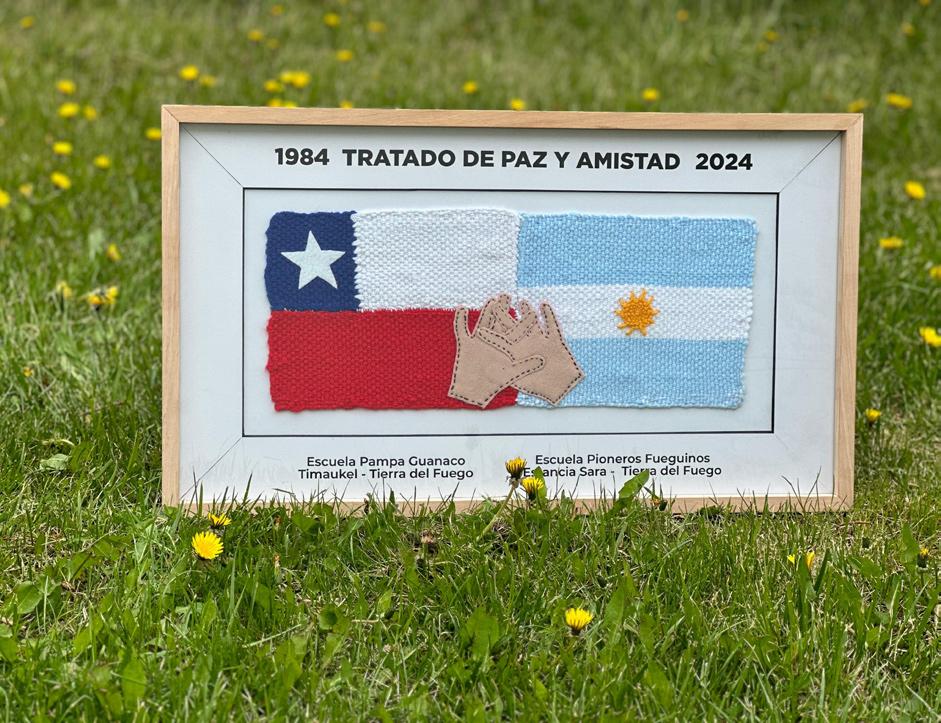 1984 TRATADO DE PAZ Y AMISTAD 2024
Escuela Pampa Guanaco
Timaukel - Tierra del Fuego
Escuela Pioneros Fueguinos
Estancia Sara - Tierra del Fuego